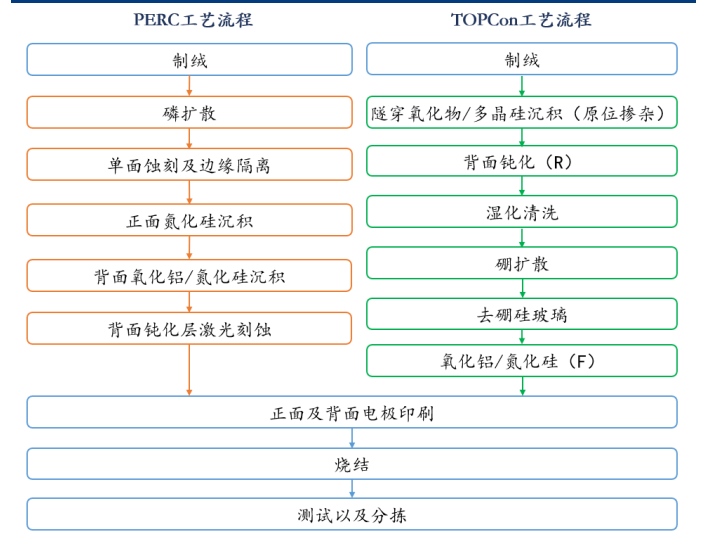 PERC工艺流程
TOPCon工艺流程
制绒
制绒
磷扩散
隧穿氧化物/多晶硅沉积（原位掺杂）
单面蚀刻及边缘隔离
背面钝化（R）
正面氮化硅沉积
湿化清洗
背面氧化铝/氮化硅沉积
硼扩散
背面钝化层激光刻蚀
去硼硅玻璃
氧化铝/氮化硅（F）
正面及背面电极印刷
烧结
测试以及分拣